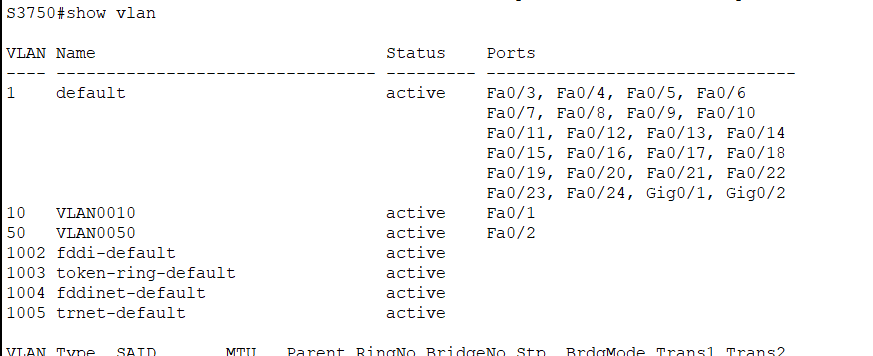 S3750#show vlan
VLAN Name                             Status    Ports
---- -------------------------------- --------- -------------------------------
1    default                          active    Fa0/3, Fa0/4, Fa0/5, Fa0/6
                                                Fa0/7, Fa0/8, Fa0/9, Fa0/10
                                                Fa0/11, Fa0/12, Fa0/13, Fa0/14
                                                Fa0/15, Fa0/16, Fa0/17, Fa0/18
                                                Fa0/19, Fa0/20, Fa0/21, Fa0/22
                                                Fa0/23, Fa0/24, Gig0/1, Gig0/2
10   VLAN0010                         active    Fa0/1
50   VLAN0050                         active    Fa0/2
1002 fddi-default                     active
1003 token-ring-default               active
1004 fddinet-default                  active
1005 trnet-default                    active
VLAN Type  SAID       MTU   Parent RingNo BridgeNo Stp  BrdgMode Trans1 Trans2